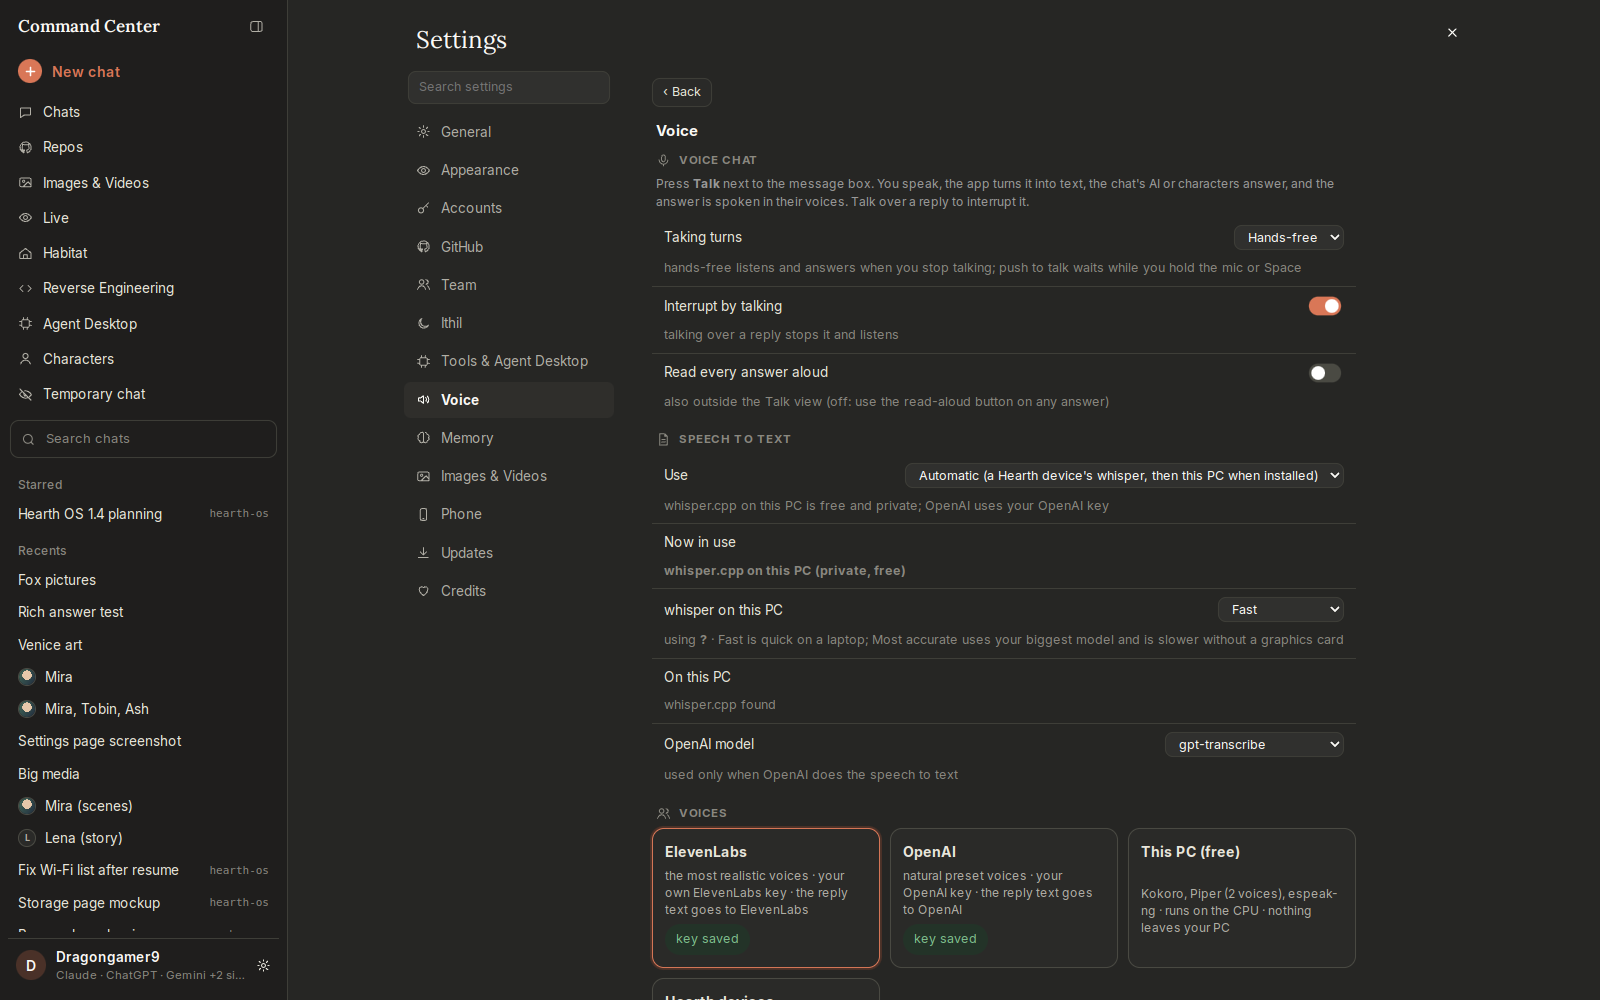 Command Center
New chat
Chats
Repos
Images & Videos
Live
Habitat
Reverse Engineering
Agent Desktop
Characters
Temporary chat
Search chats
Starred
Hearth OS 1.4 planning hearth-os
Recents
Fox pictures
Rich answer test
Venice art
Mira
Mira, Tobin, Ash
Settings page screenshot
Big media
Mira (scenes)
L Lena (story)
Fix Wi-Fi list after resume hearth-os
Storage page mockup hearth-os
D Dragongamer9
Claude · ChatGPT · Gemini +2 si...
Settings
Search settings
General
Appearance
Accounts
GitHub
Team
Ithil
Tools & Agent Desktop
Voice
Memory
Images & Videos
Phone
Updates
Credits
‹ Back
Voice
VOICE CHAT
Press Talk next to the message box. You speak, the app turns it into text, the chat's AI or characters answer, and the
answer is spoken in their voices. Talk over a reply to interrupt it.
Taking turns Hands-free
hands-free listens and answers when you stop talking; push to talk waits while you hold the mic or Space
Interrupt by talking
talking over a reply stops it and listens
Read every answer aloud
also outside the Talk view (off: use the read-aloud button on any answer)
SPEECH TO TEXT
Use Automatic (a Hearth device's whisper, then this PC when installed)
whisper.cpp on this PC is free and private; OpenAI uses your OpenAI key
Now in use
whisper.cpp on this PC (private, free)
whisper on this PC Fast
using ? · Fast is quick on a laptop; Most accurate uses your biggest model and is slower without a graphics card
On this PC
whisper.cpp found
OpenAI model gpt-transcribe
used only when OpenAI does the speech to text
VOICES
ElevenLabs
the most realistic voices · your
own ElevenLabs key · the reply
text goes to ElevenLabs
key saved
OpenAI
natural preset voices · your
OpenAI key · the reply text goes
to OpenAI
key saved
This PC (free)
Kokoro, Piper (2 voices), espeak-
ng · runs on the CPU · nothing
leaves your PC
Hearth devices